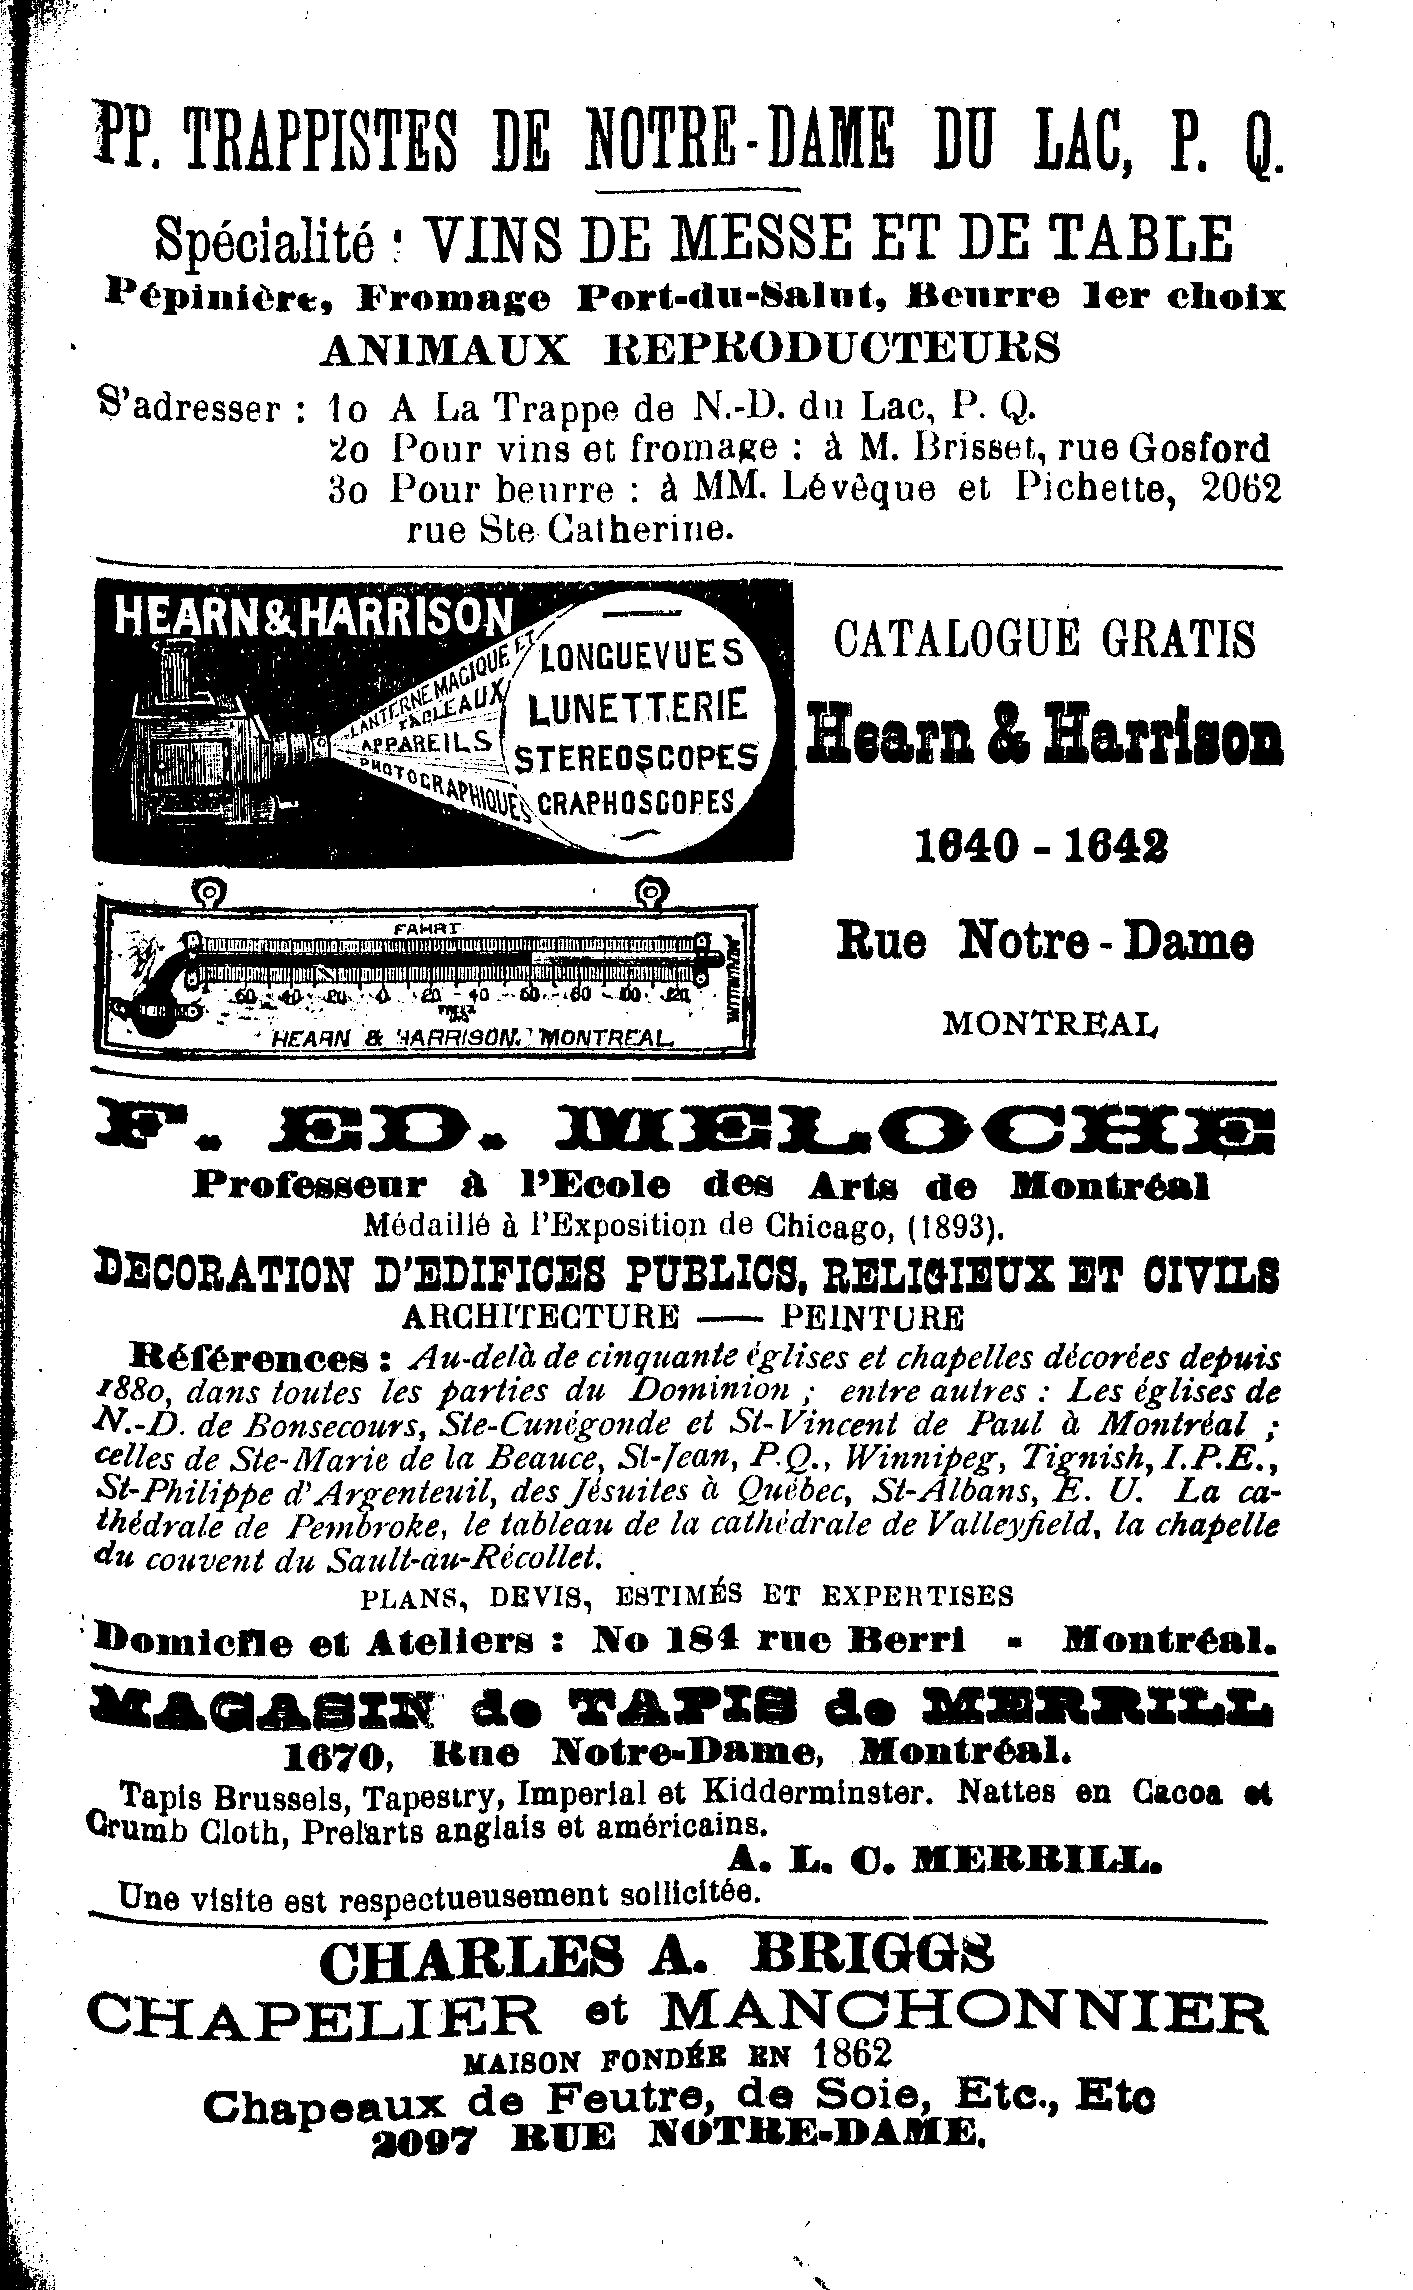 PP. TRAPPISTES DE NOTRE-DAME DU LAC, P. Q.
Spécialité : VINS DE MESSE ET DE TABLE
Pépinière, Fromage Port-du-Salut, Beurre 1er choix
ANIMAUX REPRODUCTEURS
S'adresser : 1o A La Trappe de N.-D. du Lac, P. Q.
2o Pour vins et fromage : à M. Brisset, rue Gosford
3o Pour beurre : à MM. Lévêque et Pichette, 2062
rue Ste Catherine.
HEARN & HARRISON
LANTERNE MAGIQUE ET
TABLEAUX
APPAREILS
PHOTOGRAPHIQUES
LONGUEVUES
LUNETTERIE
STEREOSCOPES
GRAPHOSCOPES
CATALOGUE GRATIS
Hearn & Harrison
1640 - 1642
Rue Notre-Dame
MONTREAL
FAHRT
60 40 20 0 20 40 60 80 100 120
HEARN & HARRISON. MONTREAL
F. ED. MELOCHE
Professeur à l'Ecole des Arts de Montréal
Médaillé à l'Exposition de Chicago, (1893).
DECORATION D'EDIFICES PUBLICS, RELIGIEUX ET CIVILS
ARCHITECTURE — PEINTURE
Références : Au-delà de cinquante églises et chapelles décorées depuis
1880, dans toutes les parties du Dominion ; entre autres : Les églises de
N.-D. de Bonsecours, Ste-Cunégonde et St-Vincent de Paul à Montréal ;
celles de Ste-Marie de la Beauce, St-Jean, P.Q., Winnipeg, Tignish, I.P.E.,
St-Philippe d'Argenteuil, des Jésuites à Québec, St-Albans, E. U. La ca-
thédrale de Pembroke, le tableau de la cathédrale de Valleyfield, la chapelle
du couvent du Sault-au-Récollet.
PLANS, DEVIS, ESTIMÉS ET EXPERTISES
Domicile et Ateliers : No 184 rue Berri - Montréal.
MAGASIN de TAPIS de MERRILL
1670, Rue Notre-Dame, Montréal.
Tapis Brussels, Tapestry, Imperial et Kidderminster. Nattes en Cacoa et
Crumb Cloth, Prelarts anglais et américains.
A. L. C. MERRILL.
Une visite est respectueusement sollicitée.
CHARLES A. BRIGGS
CHAPELIER et MANCHONNIER
MAISON FONDÉE EN 1862
Chapeaux de Feutre, de Soie, Etc., Etc
2097 RUE NOTRE-DAME.